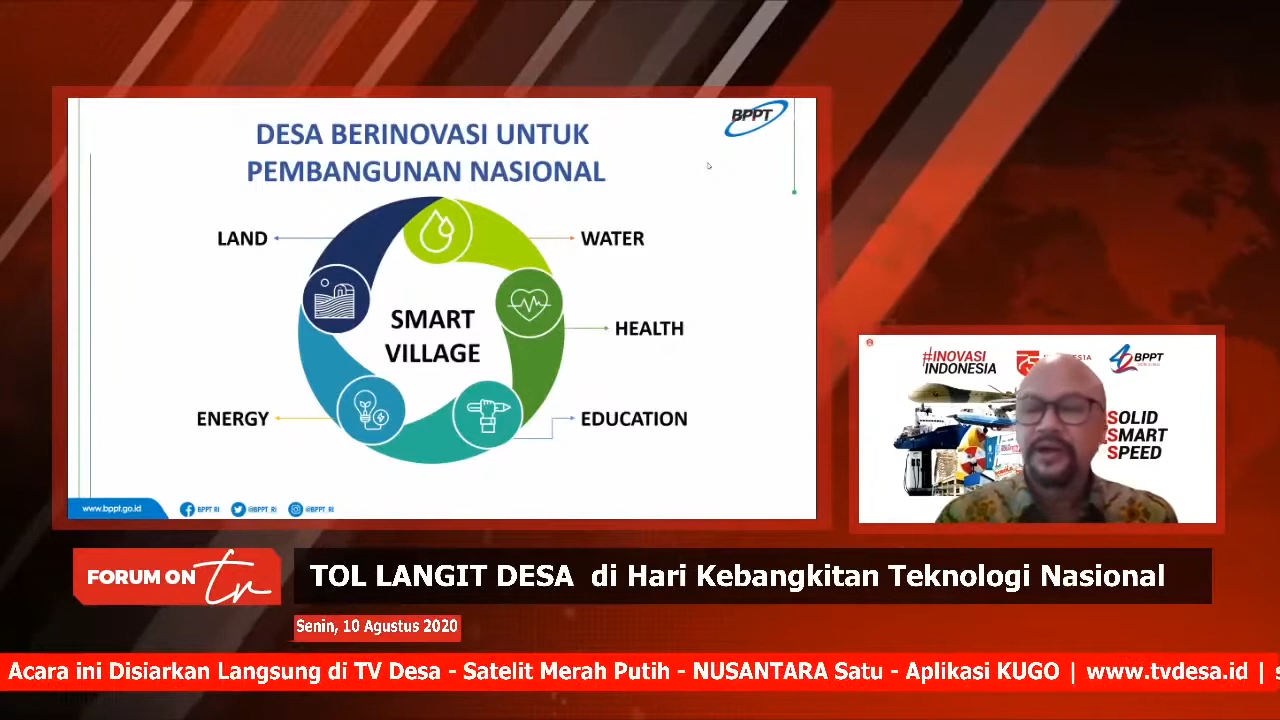 DESA BERINOVASI UNTUK
PEMBANGUNAN NASIONAL
BPPT
LAND
WATER
SMART
VILLAGE
HEALTH
ENERGY
EDUCATION
www.bppt.go.id
BPPT RI
@BPPT_RI
@BPPT_RI
#INOVASI
INDONESIA
75
42 BPPT
SOLID
SMART
SPEED
FORUM ON tv
TOL LANGIT DESA di Hari Kebangkitan Teknologi Nasional
Senin, 10 Agustus 2020
Acara ini Disiarkan Langsung di TV Desa - Satelit Merah Putih - NUSANTARA Satu - Aplikasi KUGO | www.tvdesa.id |